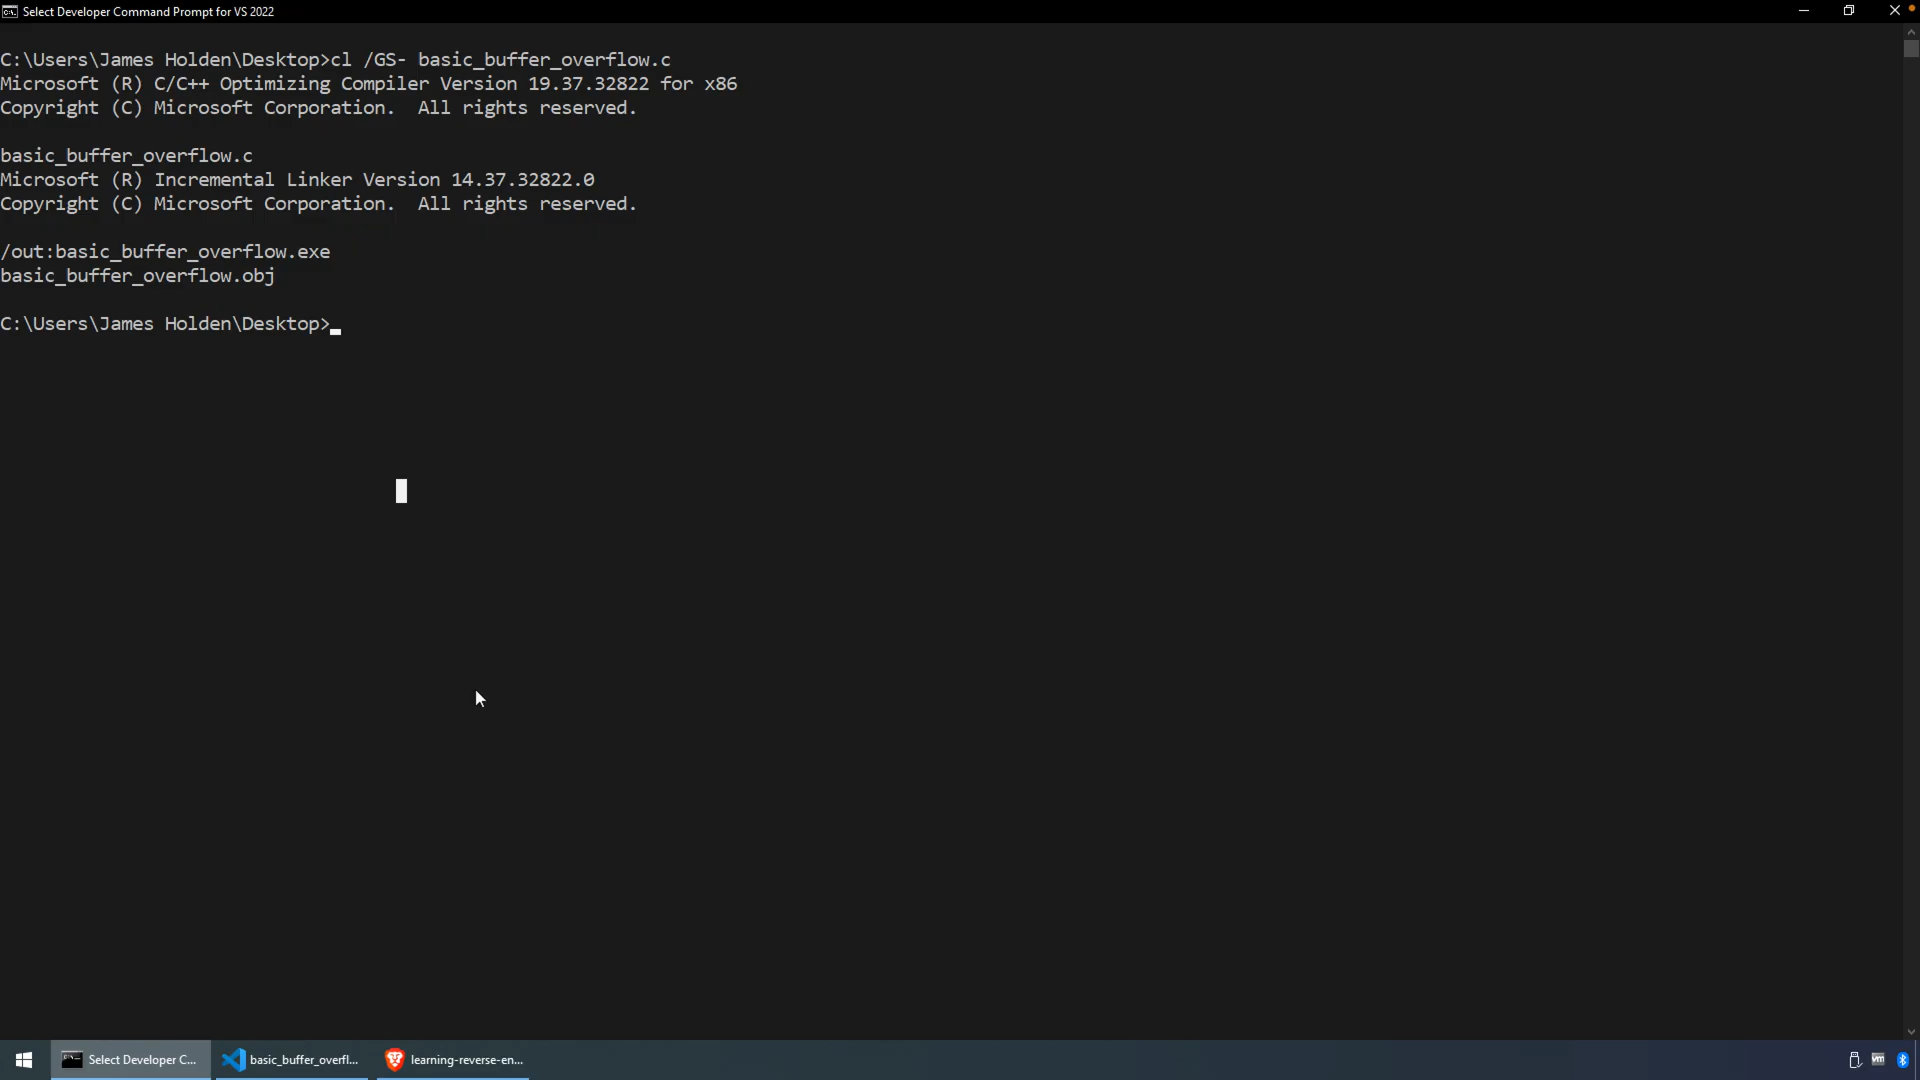 Select Developer Command Prompt for VS 2022
C:\Users\James Holden\Desktop>cl /GS- basic_buffer_overflow.c
Microsoft (R) C/C++ Optimizing Compiler Version 19.37.32822 for x86
Copyright (C) Microsoft Corporation.  All rights reserved.
basic_buffer_overflow.c
Microsoft (R) Incremental Linker Version 14.37.32822.0
Copyright (C) Microsoft Corporation.  All rights reserved.
/out:basic_buffer_overflow.exe
basic_buffer_overflow.obj
C:\Users\James Holden\Desktop>
Select Developer C... basic_buffer_overfl... learning-reverse-en... vm